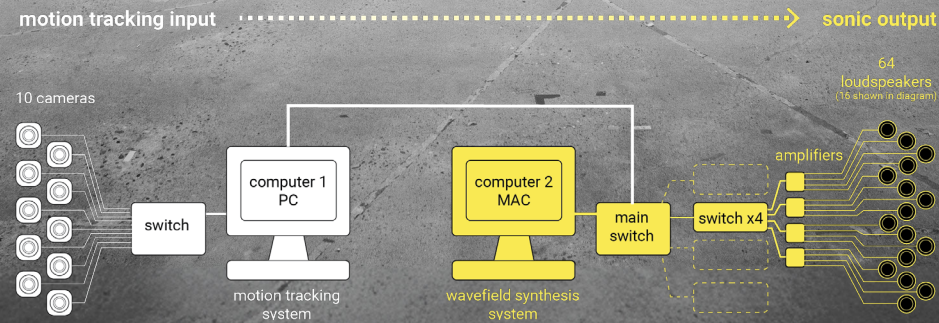 motion tracking input
sonic output
10 cameras
64
loudspeakers
(16 shown in diagram)
amplifiers
computer 1
PC
computer 2
MAC
switch
main
switch
switch x4
motion tracking
system
wavefield synthesis
system